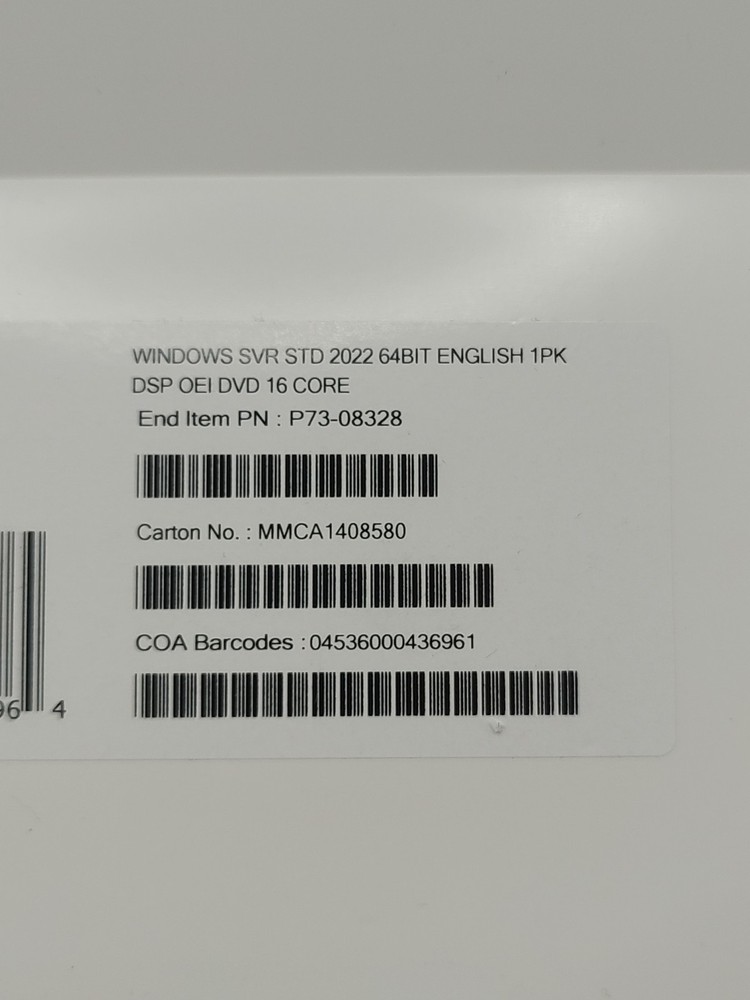 WINDOWS SVR STD 2022 64BIT ENGLISH 1PK
DSP OEI DVD 16 CORE
End Item PN : P73-08328
Carton No. : MMCA1408580
COA Barcodes : 04536000436961
96 4